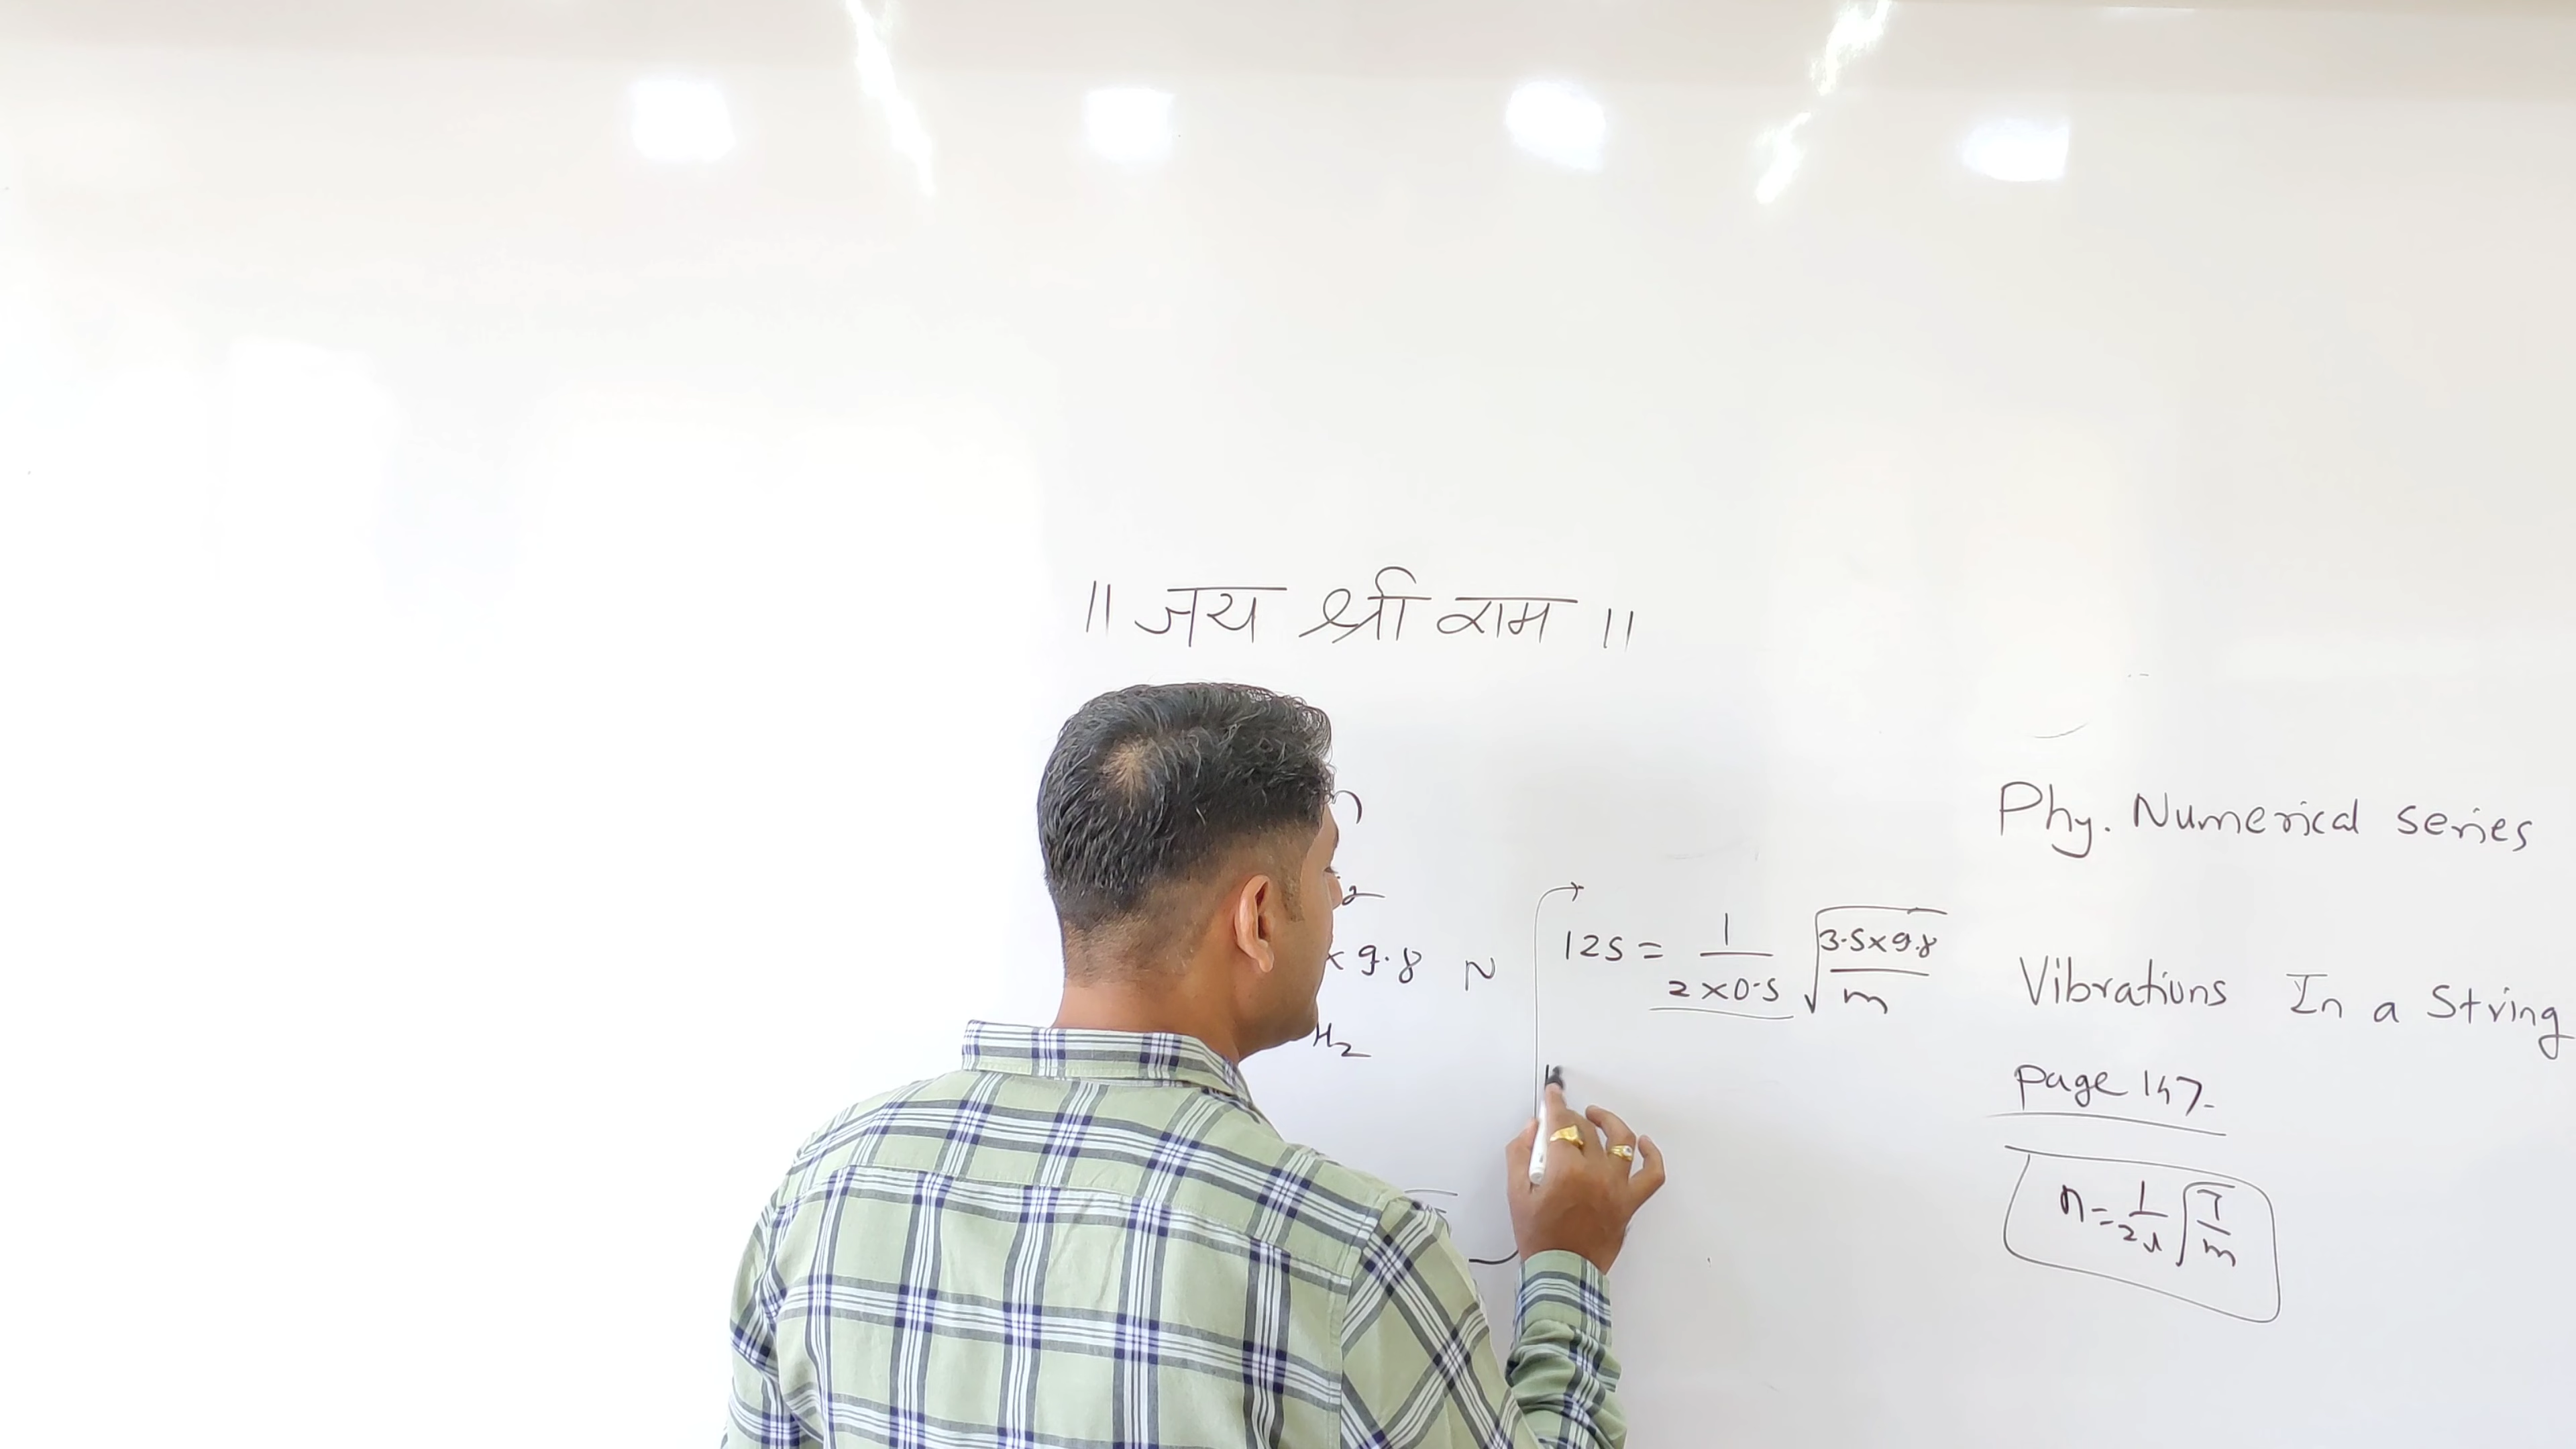 ॥ जय श्री राम ॥
x 9.8 N
Hz
125 = 1 / 2 x 0.5 √ 3.5 x 9.8 / m
Phy. Numerical series
Vibrations In a String
page 147
n = 1 / 2l √ T / m